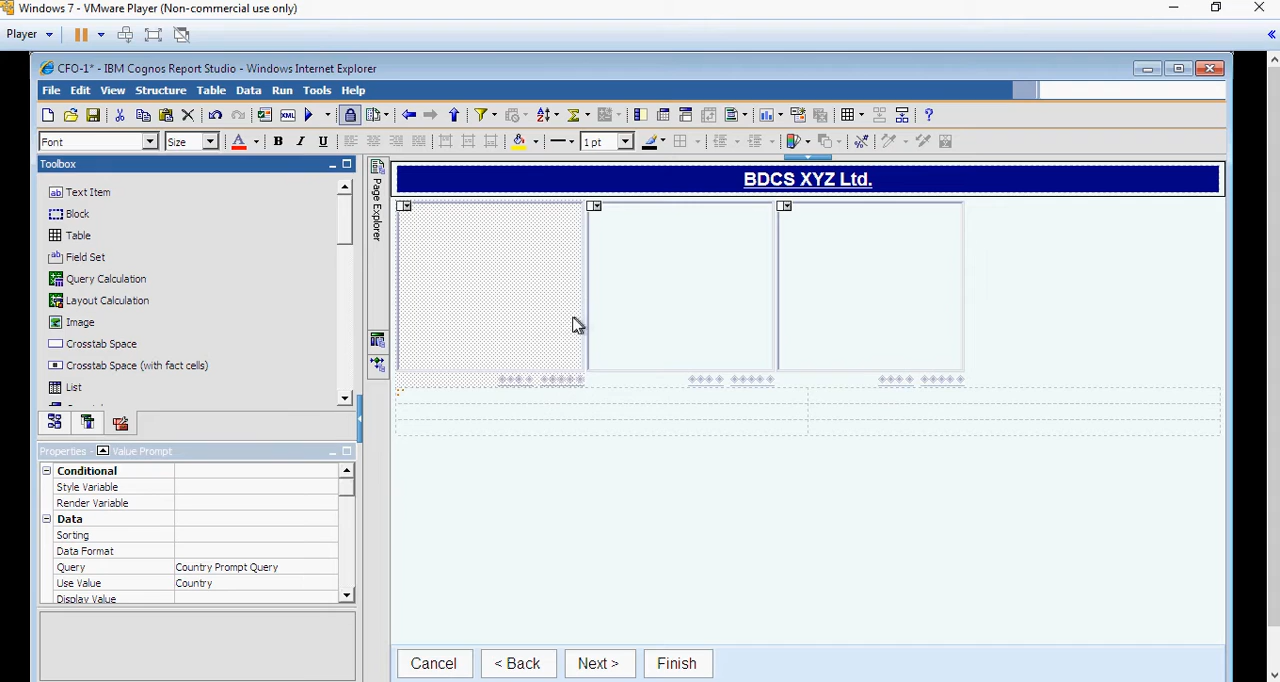 Windows 7 - VMware Player (Non-commercial use only)
Player
CFO-1* - IBM Cognos Report Studio - Windows Internet Explorer
File Edit View Structure Table Data Run Tools Help
Font Size 1 pt
Toolbox
Text Item
Block
Table
Field Set
Query Calculation
Layout Calculation
Image
Crosstab Space
Crosstab Space (with fact cells)
List
Properties - Value Prompt
Conditional
Style Variable
Render Variable
Data
Sorting
Data Format
Query Country Prompt Query
Use Value Country
Display Value
Page Explorer
BDCS XYZ Ltd.
Cancel < Back Next > Finish